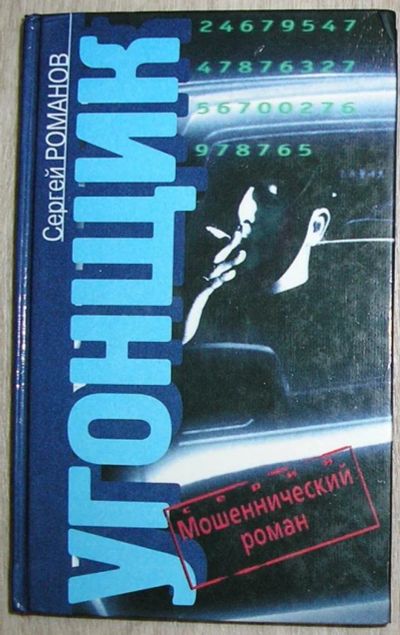 Сергей РОМАНОВ
УГОНЩИК
24679547
47876327
56700276
978765
серия
Мошеннический
роман